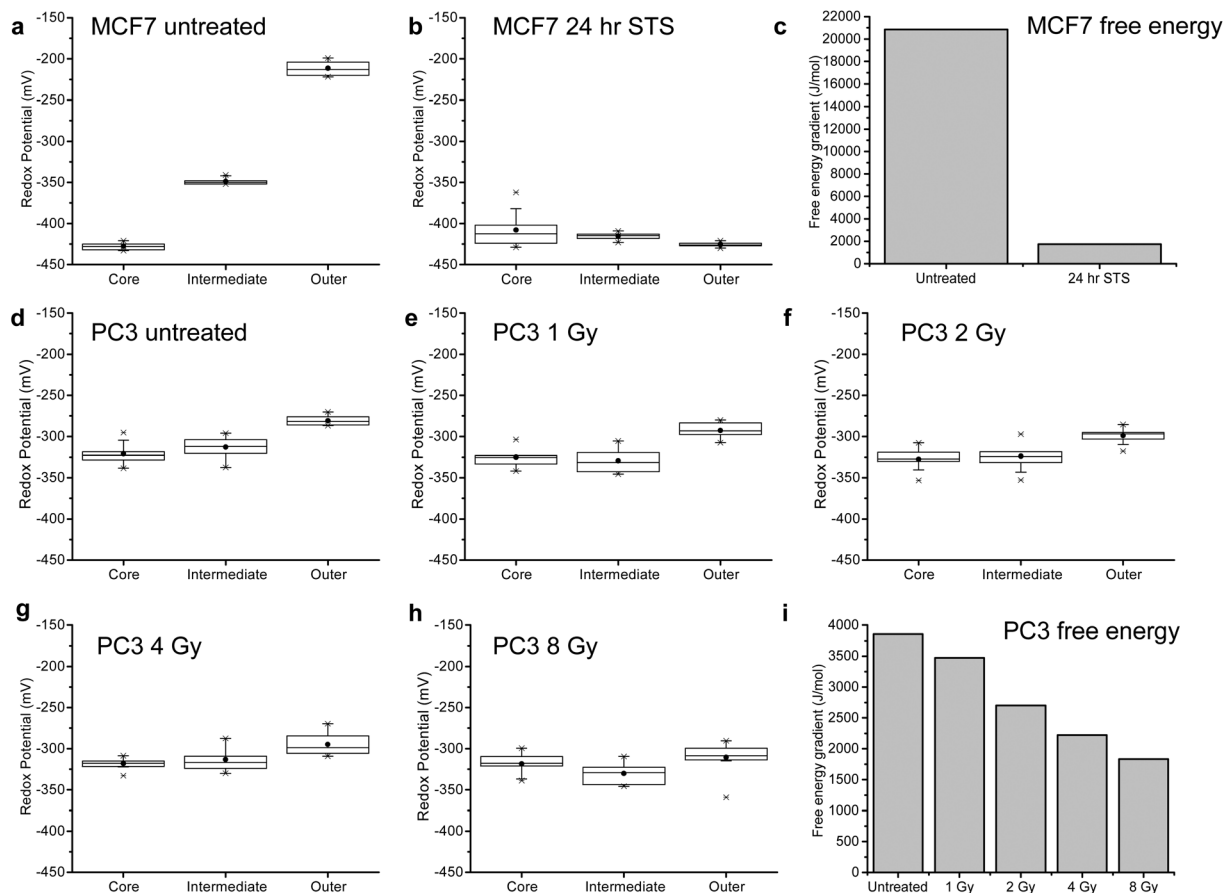 a MCF7 untreated
Redox Potential (mV)
-150
-200
-250
-300
-350
-400
-450
Core Intermediate Outer
b MCF7 24 hr STS
Redox Potential (mV)
-150
-200
-250
-300
-350
-400
-450
Core Intermediate Outer
c MCF7 free energy
Free energy gradient (J/mol)
22000
20000
18000
16000
14000
12000
10000
8000
6000
4000
2000
0
Untreated 24 hr STS
d PC3 untreated
Redox Potential (mV)
-150
-200
-250
-300
-350
-400
-450
Core Intermediate Outer
e PC3 1 Gy
Redox Potential (mV)
-150
-200
-250
-300
-350
-400
-450
Core Intermediate Outer
f PC3 2 Gy
Redox Potential (mV)
-150
-200
-250
-300
-350
-400
-450
Core Intermediate Outer
g PC3 4 Gy
Redox Potential (mV)
-150
-200
-250
-300
-350
-400
-450
Core Intermediate Outer
h PC3 8 Gy
Redox Potential (mV)
-150
-200
-250
-300
-350
-400
-450
Core Intermediate Outer
i PC3 free energy
Free energy gradient (J/mol)
4000
3750
3500
3250
3000
2750
2500
2250
2000
1750
1500
1250
1000
750
500
250
0
Untreated 1 Gy 2 Gy 4 Gy 8 Gy